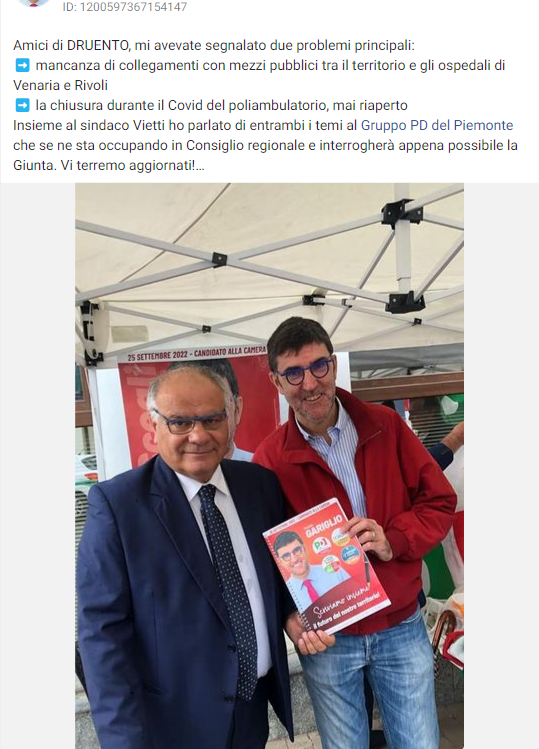 ID: 1200597367154147
Amici di DRUENTO, mi avevate segnalato due problemi principali:
➡ mancanza di collegamenti con mezzi pubblici tra il territorio e gli ospedali di
Venaria e Rivoli
➡ la chiusura durante il Covid del poliambulatorio, mai riaperto
Insieme al sindaco Vietti ho parlato di entrambi i temi al Gruppo PD del Piemonte
che se ne sta occupando in Consiglio regionale e interrogherà appena possibile la
Giunta. Vi terremo aggiornati!...
25 SETTEMBRE 2022 - CANDIDATO ALLA CAMERA
GARIGLIO
PD
Scriviamo insieme
il futuro del nostro territorio!